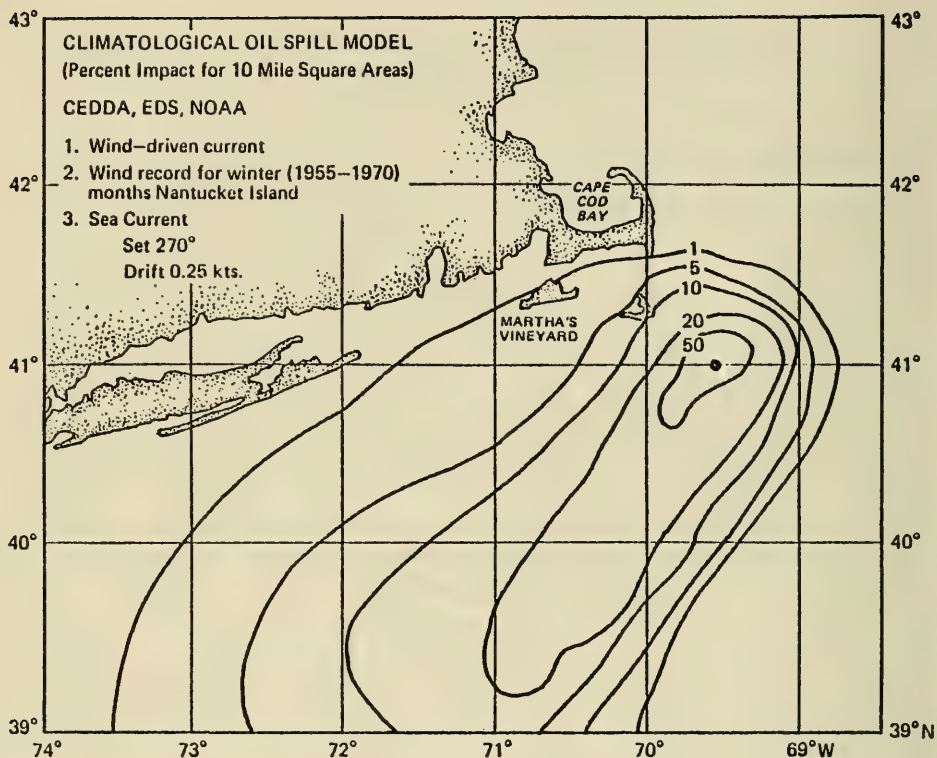 CLIMATOLOGICAL OIL SPILL MODEL
(Percent Impact for 10 Mile Square Areas)
CEDDA, EDS, NOAA
1. Wind–driven current
2. Wind record for winter (1955–1970)
months Nantucket Island
3. Sea Current
Set 270°
Drift 0.25 kts.
43°
43°
42°
42°
41°
41°
40°
40°
39°
39°N
74°
73°
72°
71°
70°
69°W
CAPE
COD
BAY
MARTHA'S
VINEYARD
1
5
10
20
50